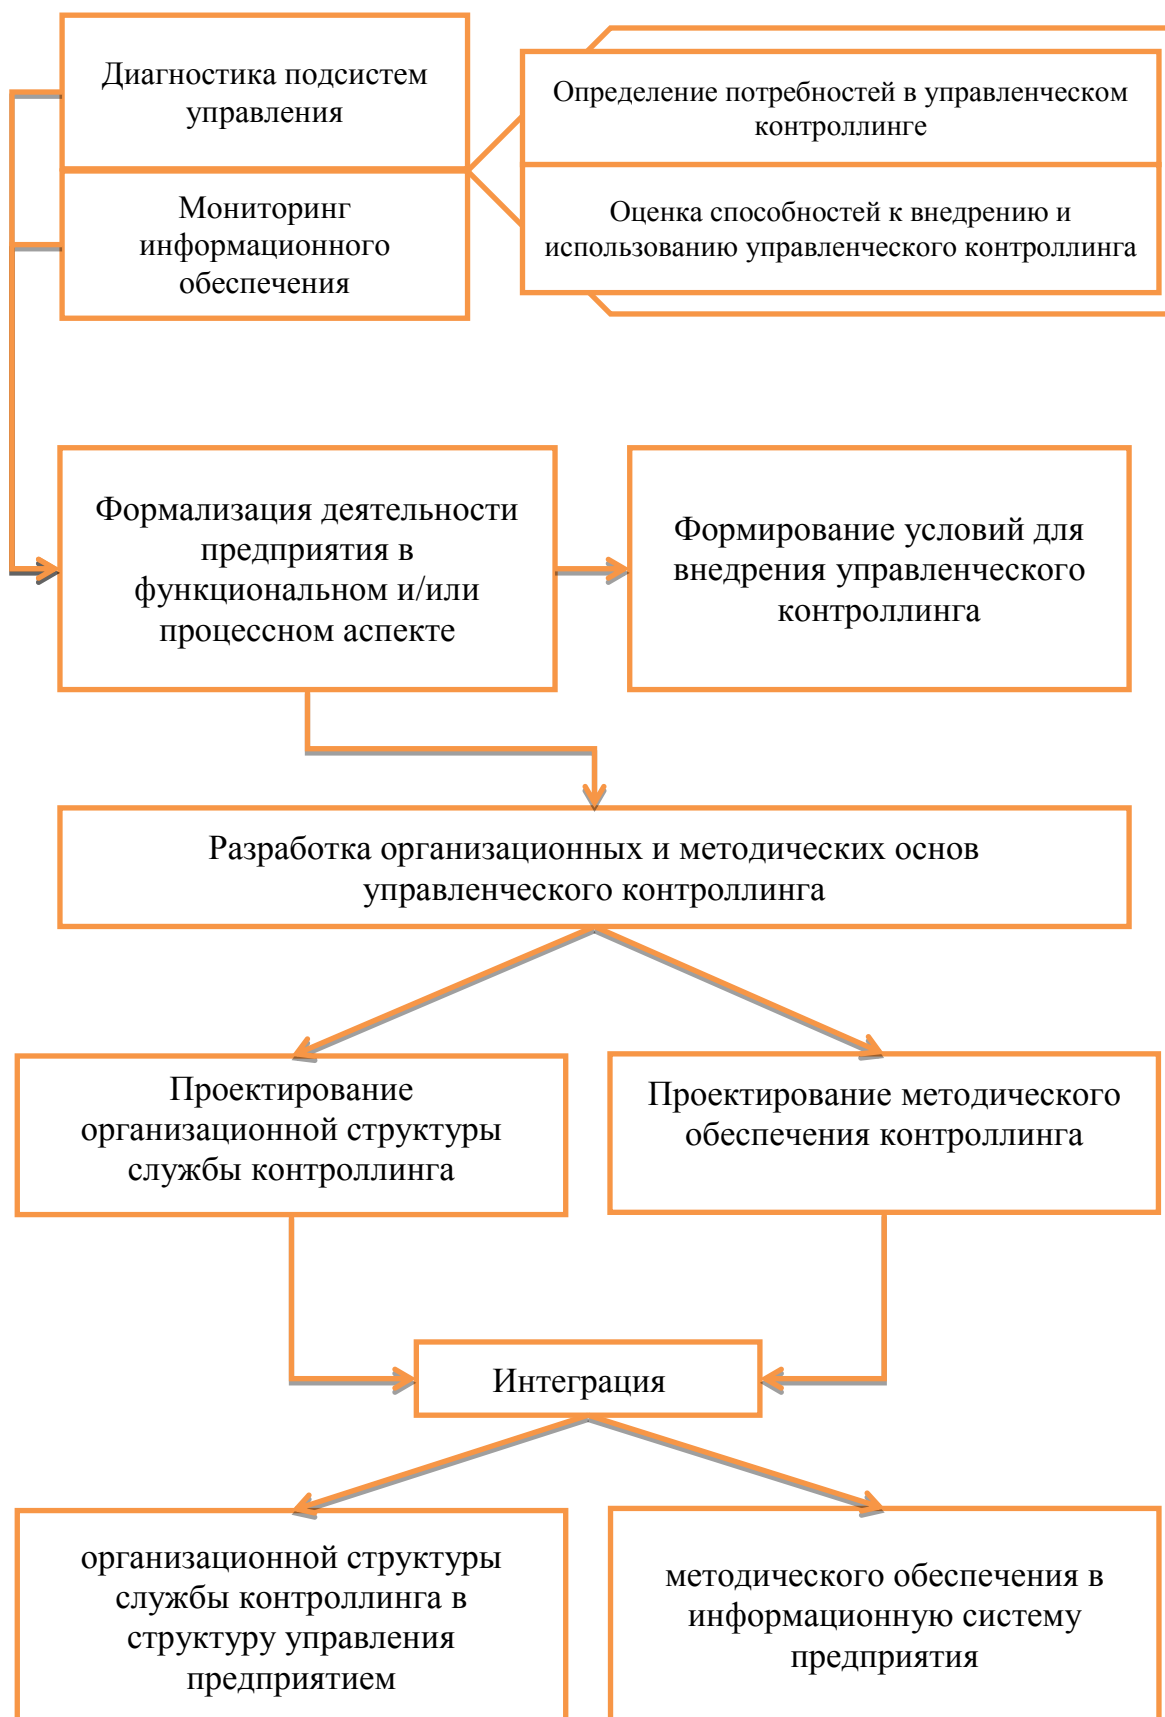 Диагностика подсистем
управления
Мониторинг
информационного
обеспечения
Определение потребностей в управленческом
контроллинге
Оценка способностей к внедрению и
использованию управленческого контроллинга
Формализация деятельности
предприятия в
функциональном и/или
процессном аспекте
Формирование условий для
внедрения управленческого
контроллинга
Разработка организационных и методических основ
управленческого контроллинга
Проектирование
организационной структуры
службы контроллинга
Проектирование методического
обеспечения контроллинга
Интеграция
организационной структуры
службы контроллинга в
структуру управления
предприятием
методического обеспечения в
информационную систему
предприятия